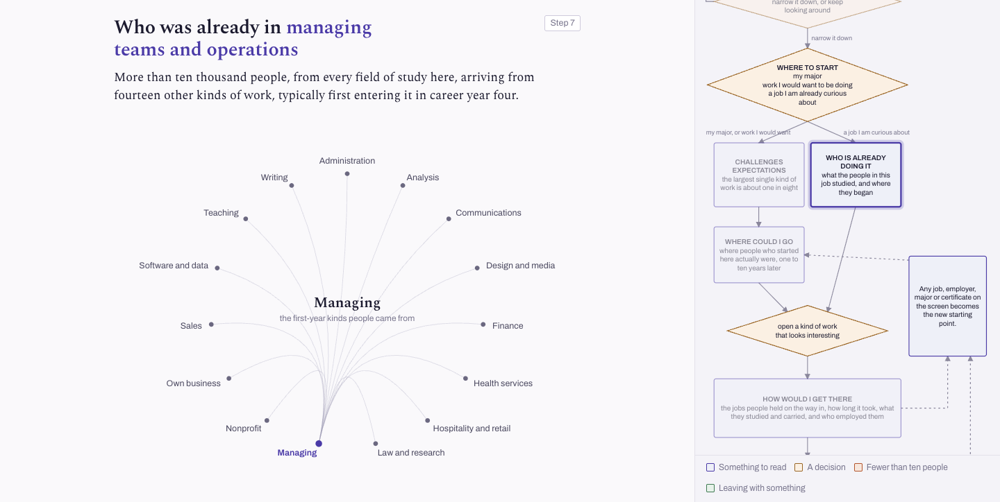 Who was already in managing
teams and operations
Step 7
More than ten thousand people, from every field of study here, arriving from
fourteen other kinds of work, typically first entering it in career year four.
Administration
Writing
Analysis
Teaching
Communications
Software and data
Design and media
Managing
the first-year kinds people came from
Sales
Finance
Own business
Health services
Nonprofit
Hospitality and retail
Managing
Law and research
narrow it down, or keep
looking around
narrow it down
WHERE TO START
my major
work I would want to be doing
a job I am already curious
about
my major, or work I would want
a job I am curious about
CHALLENGES
EXPECTATIONS
the largest single kind of
work is about one in eight
WHO IS ALREADY
DOING IT
what the people in this
job studied, and where
they began
WHERE COULD I GO
where people who started
here actually were, one to
ten years later
Any job, employer,
major or certificate on
the screen becomes
the new starting
point.
open a kind of work
that looks interesting
HOW WOULD I GET THERE
the jobs people held on the way in, how long it took, what
they studied and carried, and who employed them
Something to read
A decision
Fewer than ten people
Leaving with something